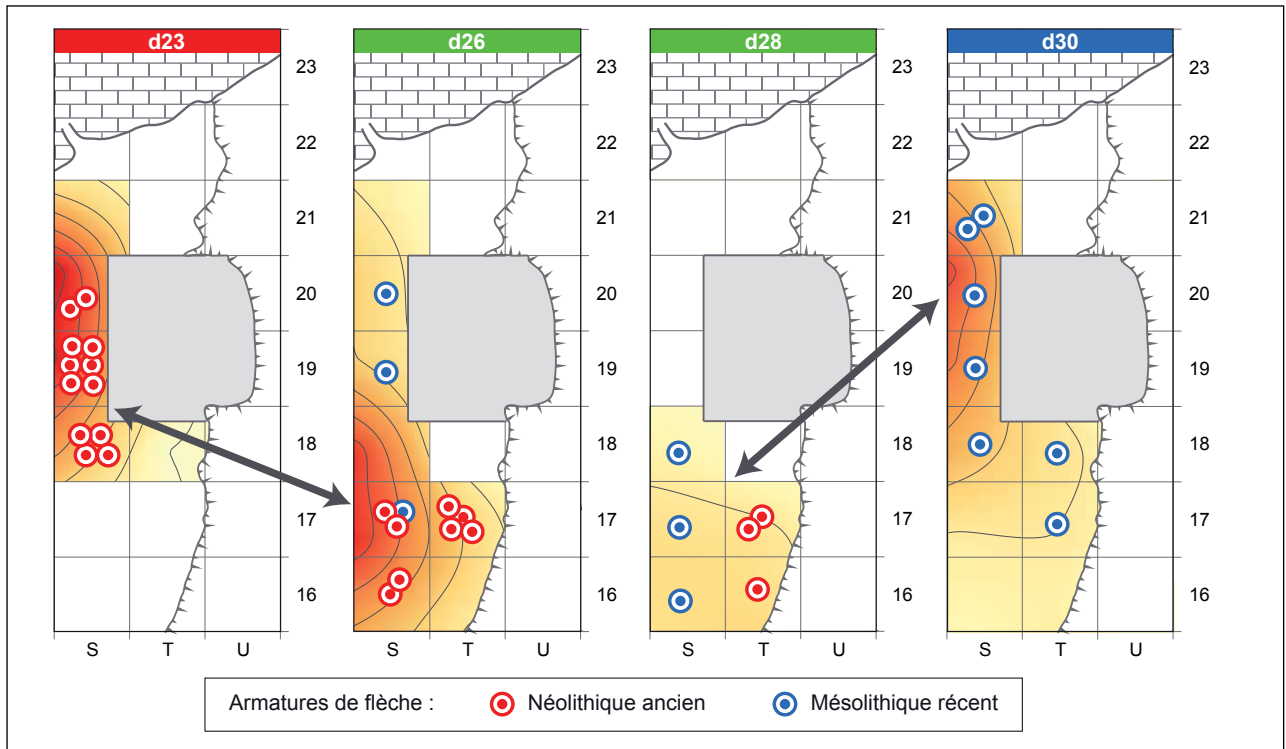 d23 d26 d28 d30
23 23 23 23
22 22 22 22
21 21 21 21
20 20 20 20
19 19 19 19
18 18 18 18
17 17 17 17
16 16 16 16
S T U S T U S T U S T U
Armatures de flèche : Néolithique ancien Mésolithique récent